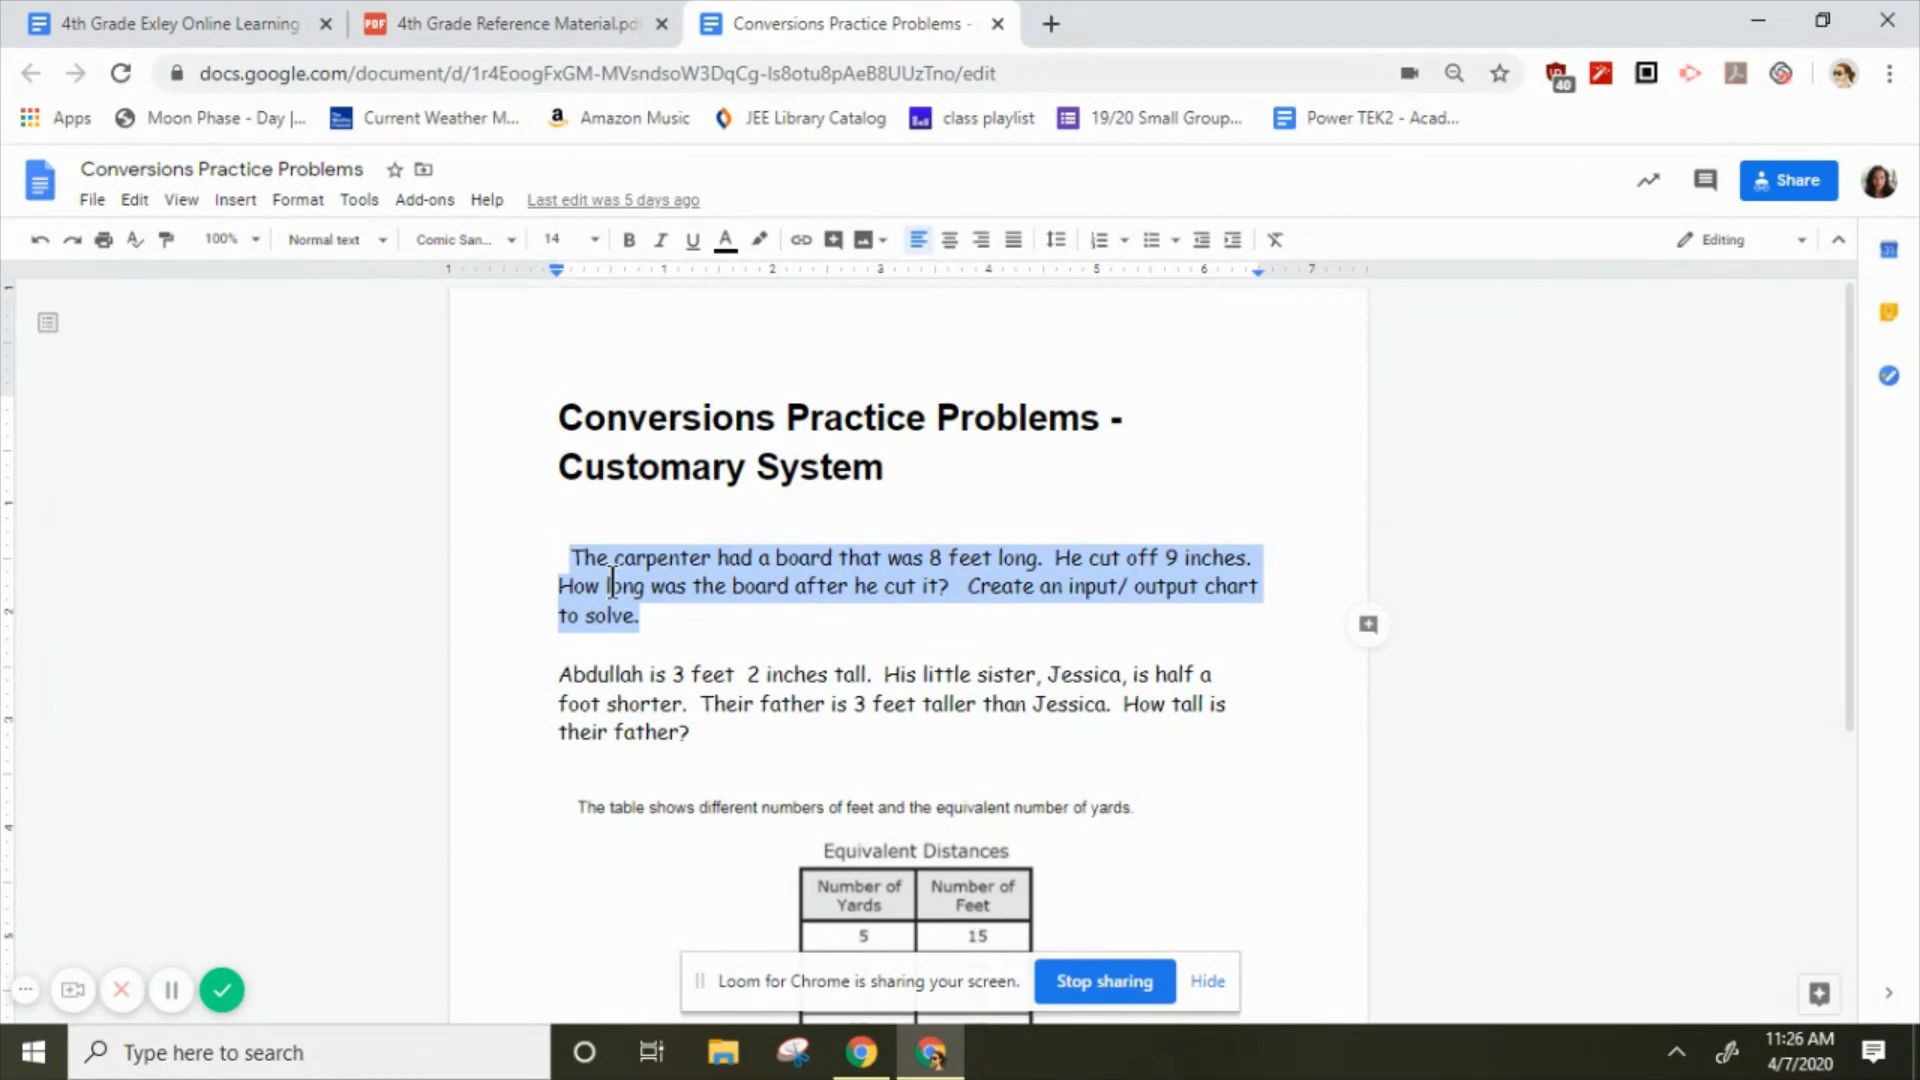 4th Grade Exley Online Learning
4th Grade Reference Material.pdf
Conversions Practice Problems -
docs.google.com/document/d/1r4EoogFxGM-MVsndsoW3DqCg-Is8otu8pAeB8UUzTno/edit
40
Apps
Moon Phase - Day |...
Current Weather M...
Amazon Music
JEE Library Catalog
class playlist
19/20 Small Group...
Power TEK2 - Acad...
Conversions Practice Problems
Share
File Edit View Insert Format Tools Add-ons Help Last edit was 5 days ago
100% Normal text Comic San... 14 B I U A Editing
1 1 2 3 4 5 6 7
Conversions Practice Problems -
Customary System
The carpenter had a board that was 8 feet long. He cut off 9 inches.
How long was the board after he cut it? Create an input/ output chart
to solve.
Abdullah is 3 feet 2 inches tall. His little sister, Jessica, is half a
foot shorter. Their father is 3 feet taller than Jessica. How tall is
their father?
The table shows different numbers of feet and the equivalent number of yards.
Equivalent Distances
Number of Yards
Number of Feet
5 15
Loom for Chrome is sharing your screen. Stop sharing Hide
Type here to search
11:26 AM
4/7/2020